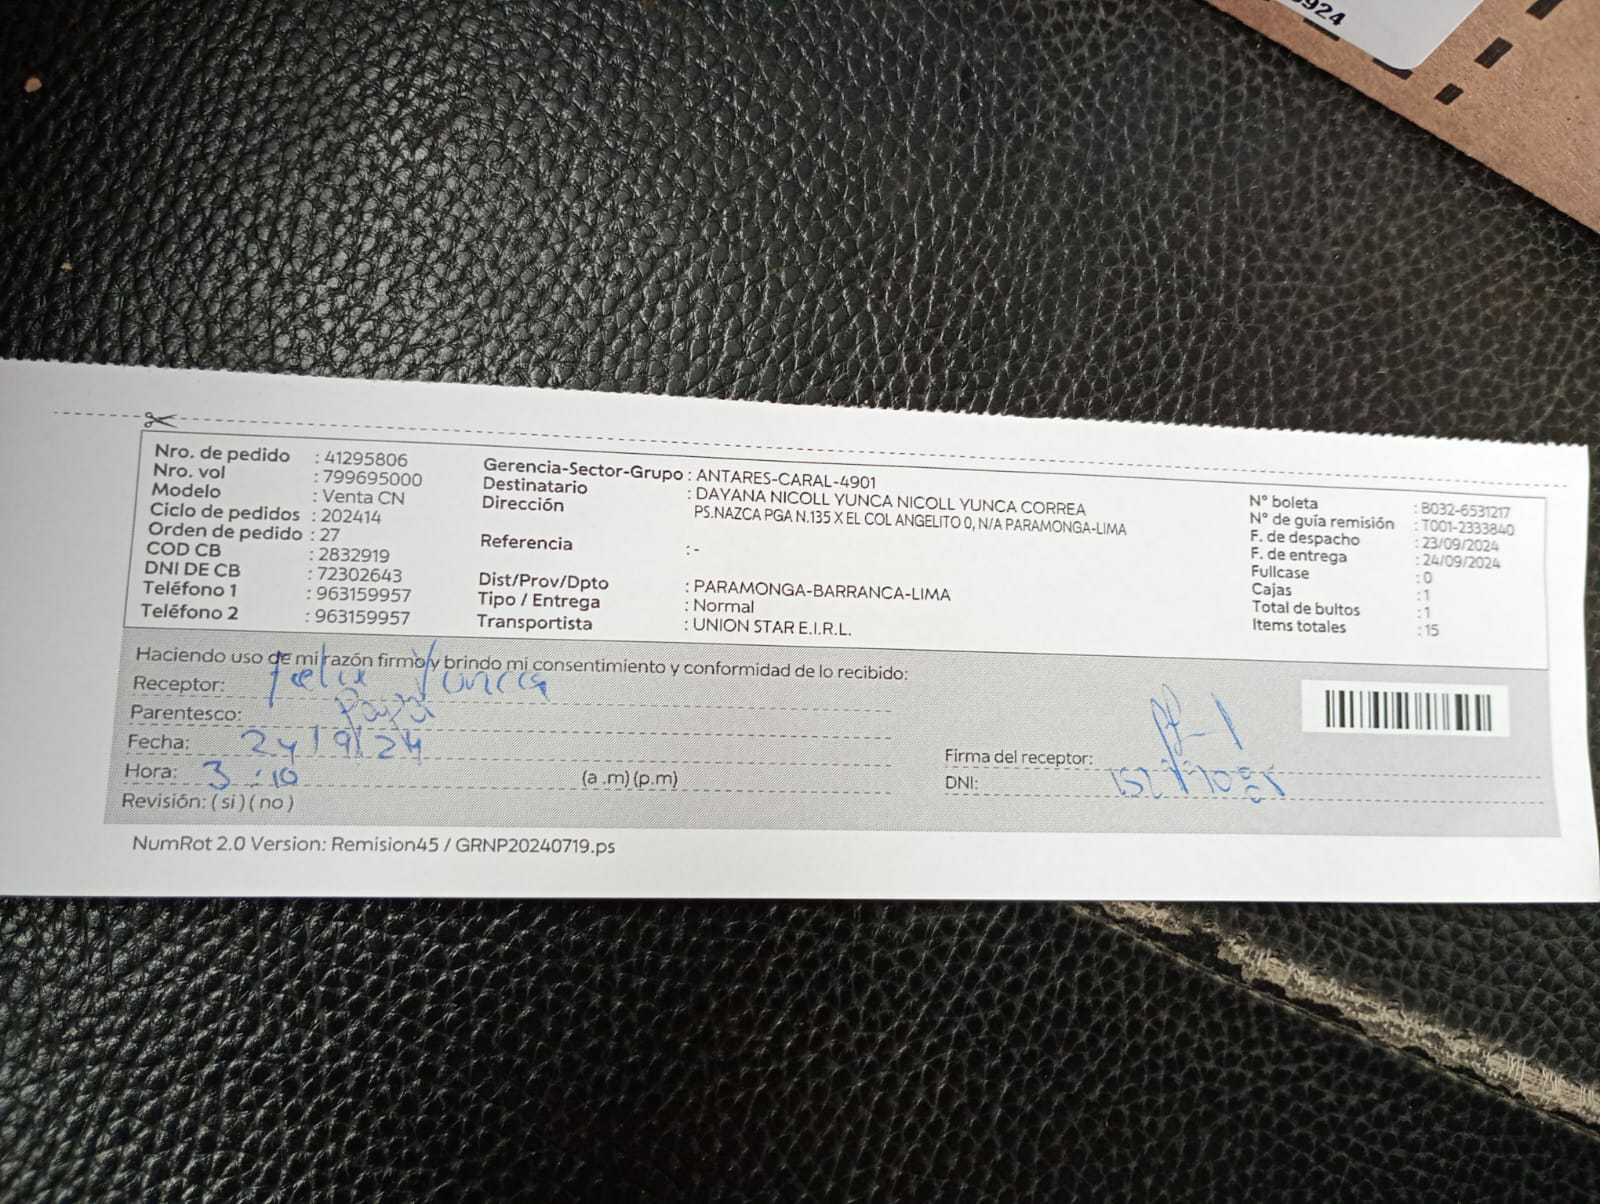 924
Nro. de pedido : 41295806
Nro. vol : 799695000
Modelo : Venta CN
Ciclo de pedidos : 202414
Orden de pedido : 27
COD CB : 2832919
DNI DE CB : 72302643
Teléfono 1 : 963159957
Teléfono 2 : 963159957
Gerencia-Sector-Grupo : ANTARES-CARAL-4901
Destinatario : DAYANA NICOLL YUNCA NICOLL YUNCA CORREA
Dirección PS.NAZCA PGA N.135 X EL COL ANGELITO 0, N/A PARAMONGA-LIMA
Referencia : -
Dist/Prov/Dpto : PARAMONGA-BARRANCA-LIMA
Tipo / Entrega : Normal
Transportista : UNION STAR E.I.R.L.
N° boleta : B032-6531217
N° de guía remisión : T001-2333840
F. de despacho : 23/09/2024
F. de entrega : 24/09/2024
Fullcase : 0
Cajas : 1
Total de bultos : 1
Items totales : 15
Haciendo uso de mi razón firmo y brindo mi consentimiento y conformidad de lo recibido:
Receptor: Felix Yunca
Parentesco: Papá
Fecha: 24/9/24
Hora: 3:10 (a .m) (p.m)
Revisión: ( si ) ( no )
Firma del receptor:
DNI:
NumRot 2.0 Version: Remision45 / GRNP20240719.ps